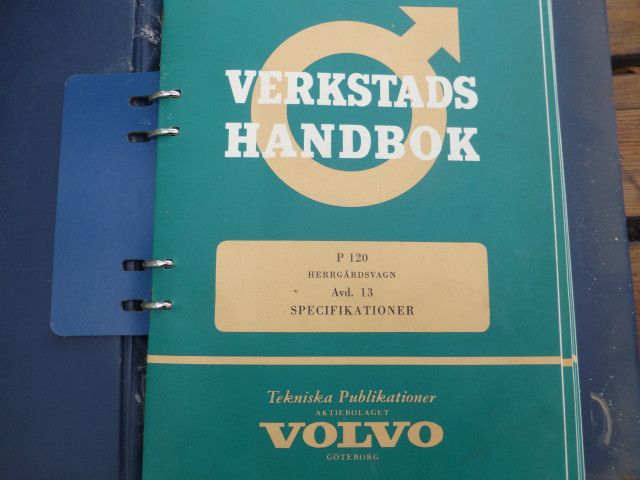 VERKSTADS
HANDBOK
P 120
HERRGÅRDSVAGN
Avd. 13
SPECIFIKATIONER
Tekniska Publikationer
AKTIEBOLAGET
VOLVO
GÖTEBORG